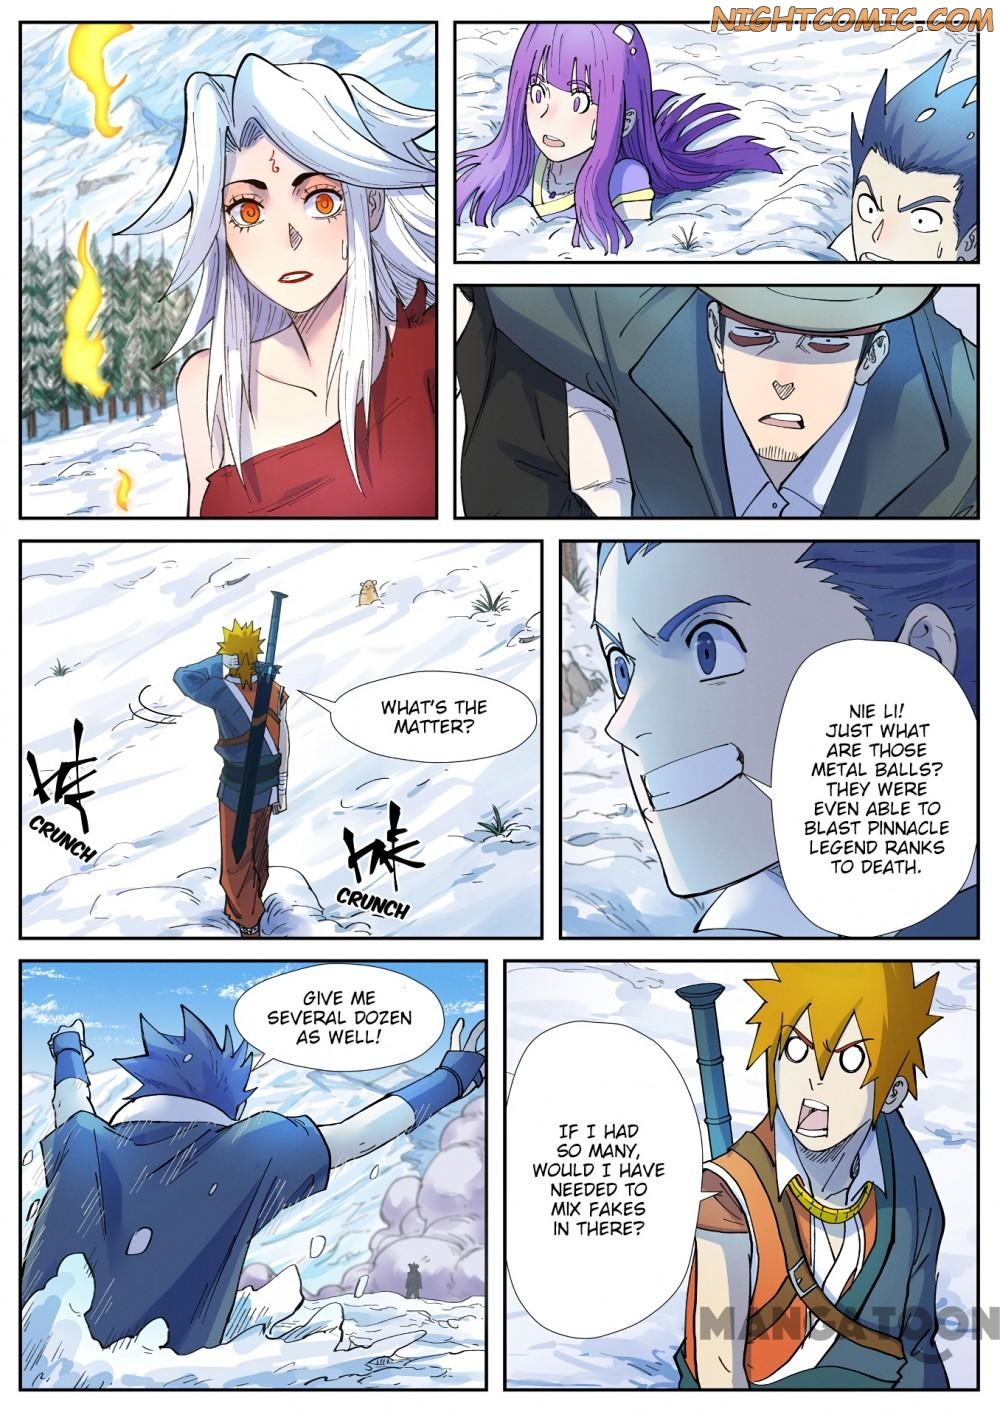 NIGHTCOMIC.COM
WHAT'S THE
MATTER?
CRUNCH
CRUNCH
NIE LI!
JUST WHAT
ARE THOSE
METAL BALLS?
THEY WERE
EVEN ABLE TO
BLAST PINNACLE
LEGEND RANKS
TO DEATH.
GIVE ME
SEVERAL DOZEN
AS WELL!
IF I HAD
SO MANY,
WOULD I HAVE
NEEDED TO
MIX FAKES
IN THERE?
MANGATOON